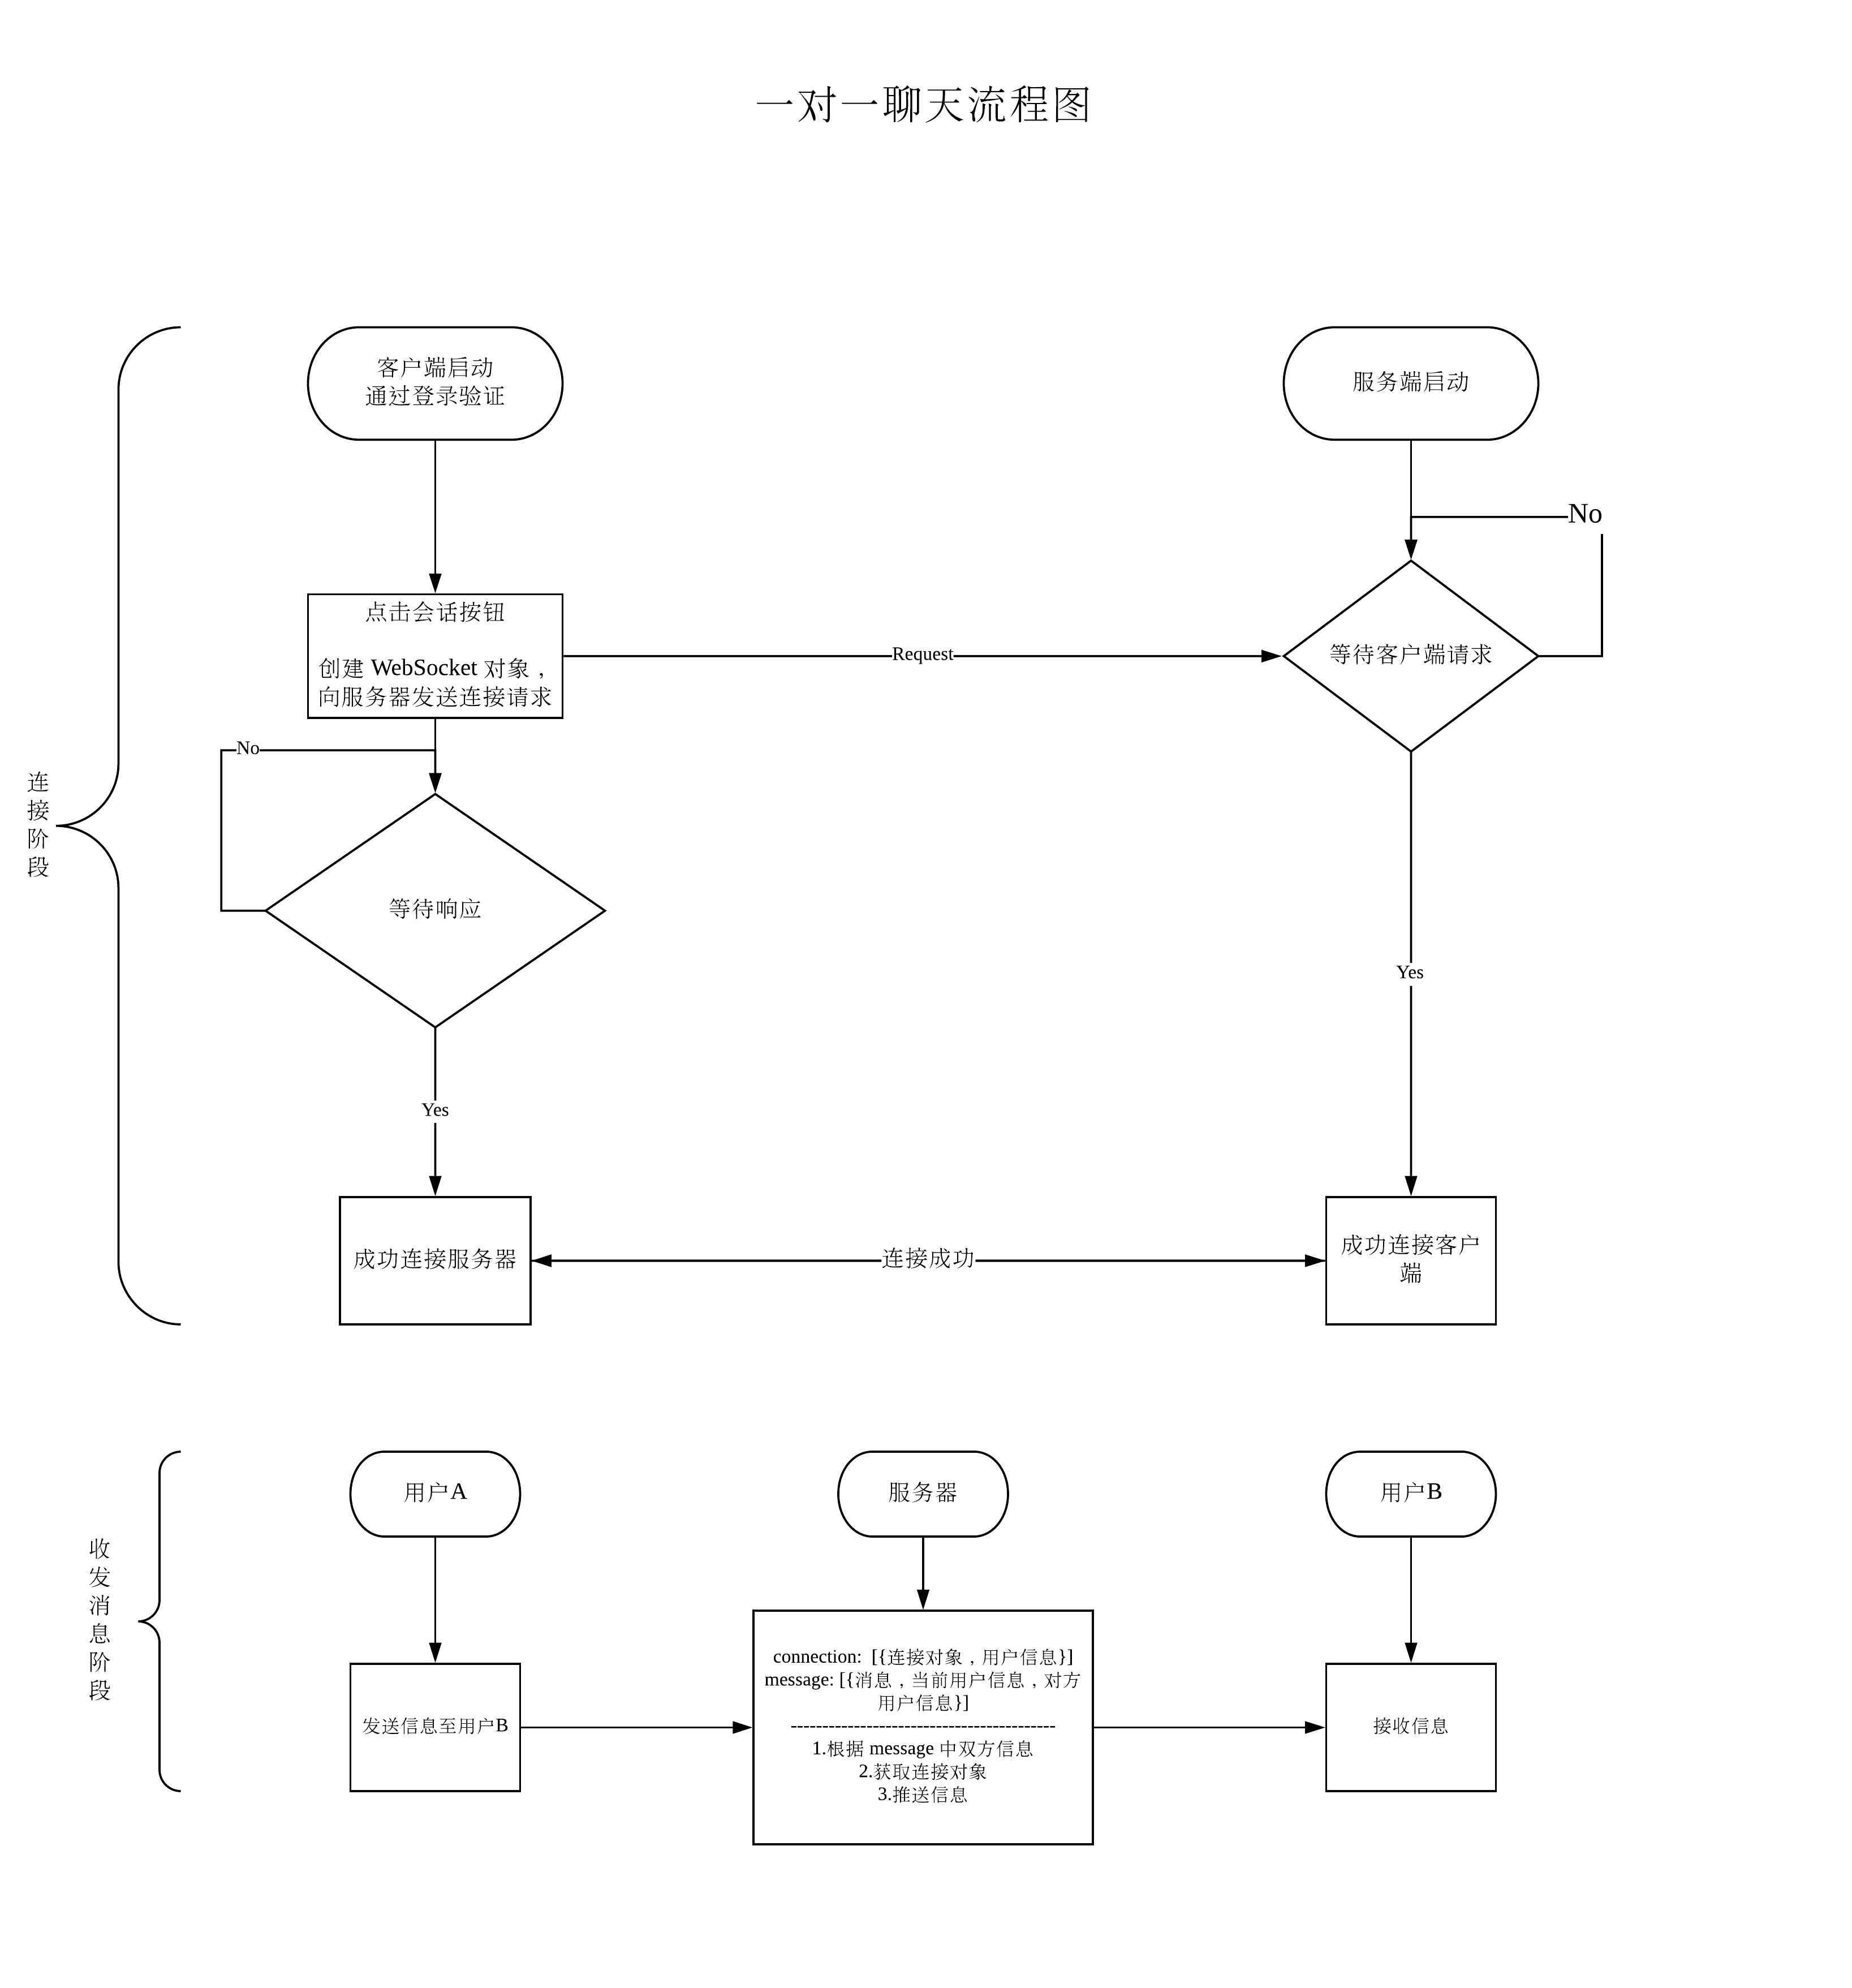 一对一聊天流程图
客户端启动
通过登录验证
服务端启动
No
点击会话按钮
创建 WebSocket 对象，
向服务器发送连接请求
Request
等待客户端请求
No
连
接
阶
段
等待响应
Yes
Yes
成功连接服务器
连接成功
成功连接客户
端
用户A
服务器
用户B
收
发
消
息
阶
段
connection:  [{连接对象，用户信息}]
message: [{消息，当前用户信息，对方
用户信息}]
------------------------------------------
1.根据 message 中双方信息
2.获取连接对象
3.推送信息
发送信息至用户B
接收信息